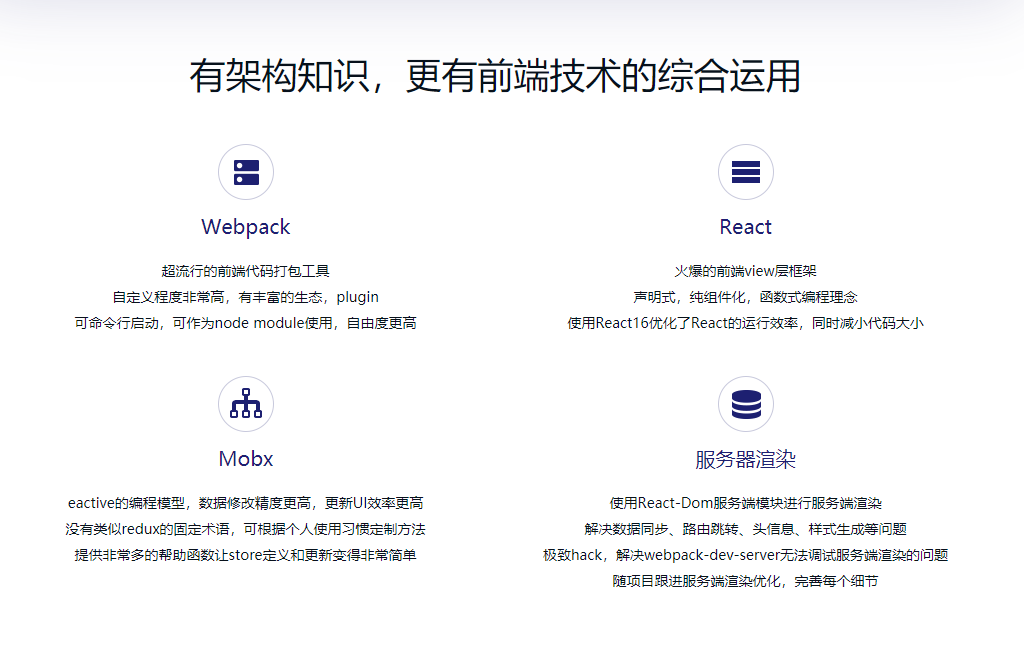 有架构知识，更有前端技术的综合运用
Webpack
超流行的前端代码打包工具
自定义程度非常高，有丰富的生态，plugin
可命令行启动，可作为node module使用，自由度更高
React
火爆的前端view层框架
声明式，纯组件化，函数式编程理念
使用React16优化了React的运行效率，同时减小代码大小
Mobx
eactive的编程模型，数据修改精度更高，更新UI效率更高
没有类似redux的固定术语，可根据个人使用习惯定制方法
提供非常多的帮助函数让store定义和更新变得非常简单
服务器渲染
使用React-Dom服务端模块进行服务端渲染
解决数据同步、路由跳转、头信息、样式生成等问题
极致hack，解决webpack-dev-server无法调试服务端渲染的问题
随项目跟进服务端渲染优化，完善每个细节